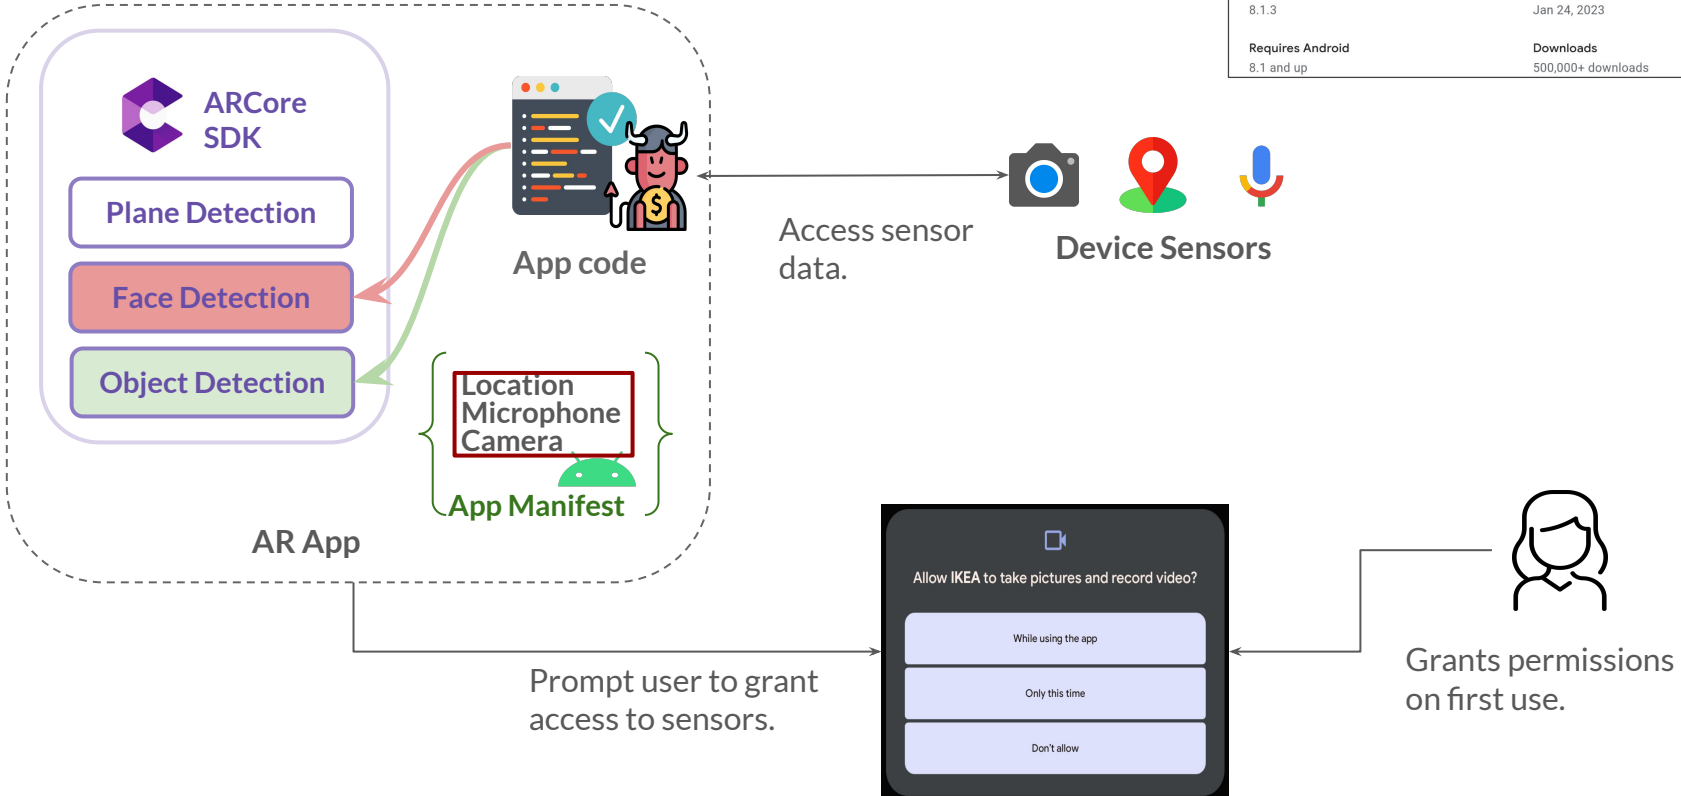 8.1.3
Jan 24, 2023
Requires Android
Downloads
8.1 and up
500,000+ downloads
ARCore
SDK
Plane Detection
Face Detection
Object Detection
$
App code
Access sensor
data.
Device Sensors
Location
Microphone
Camera
App Manifest
AR App
Prompt user to grant
access to sensors.
Allow IKEA to take pictures and record video?
While using the app
Only this time
Don't allow
Grants permissions
on first use.